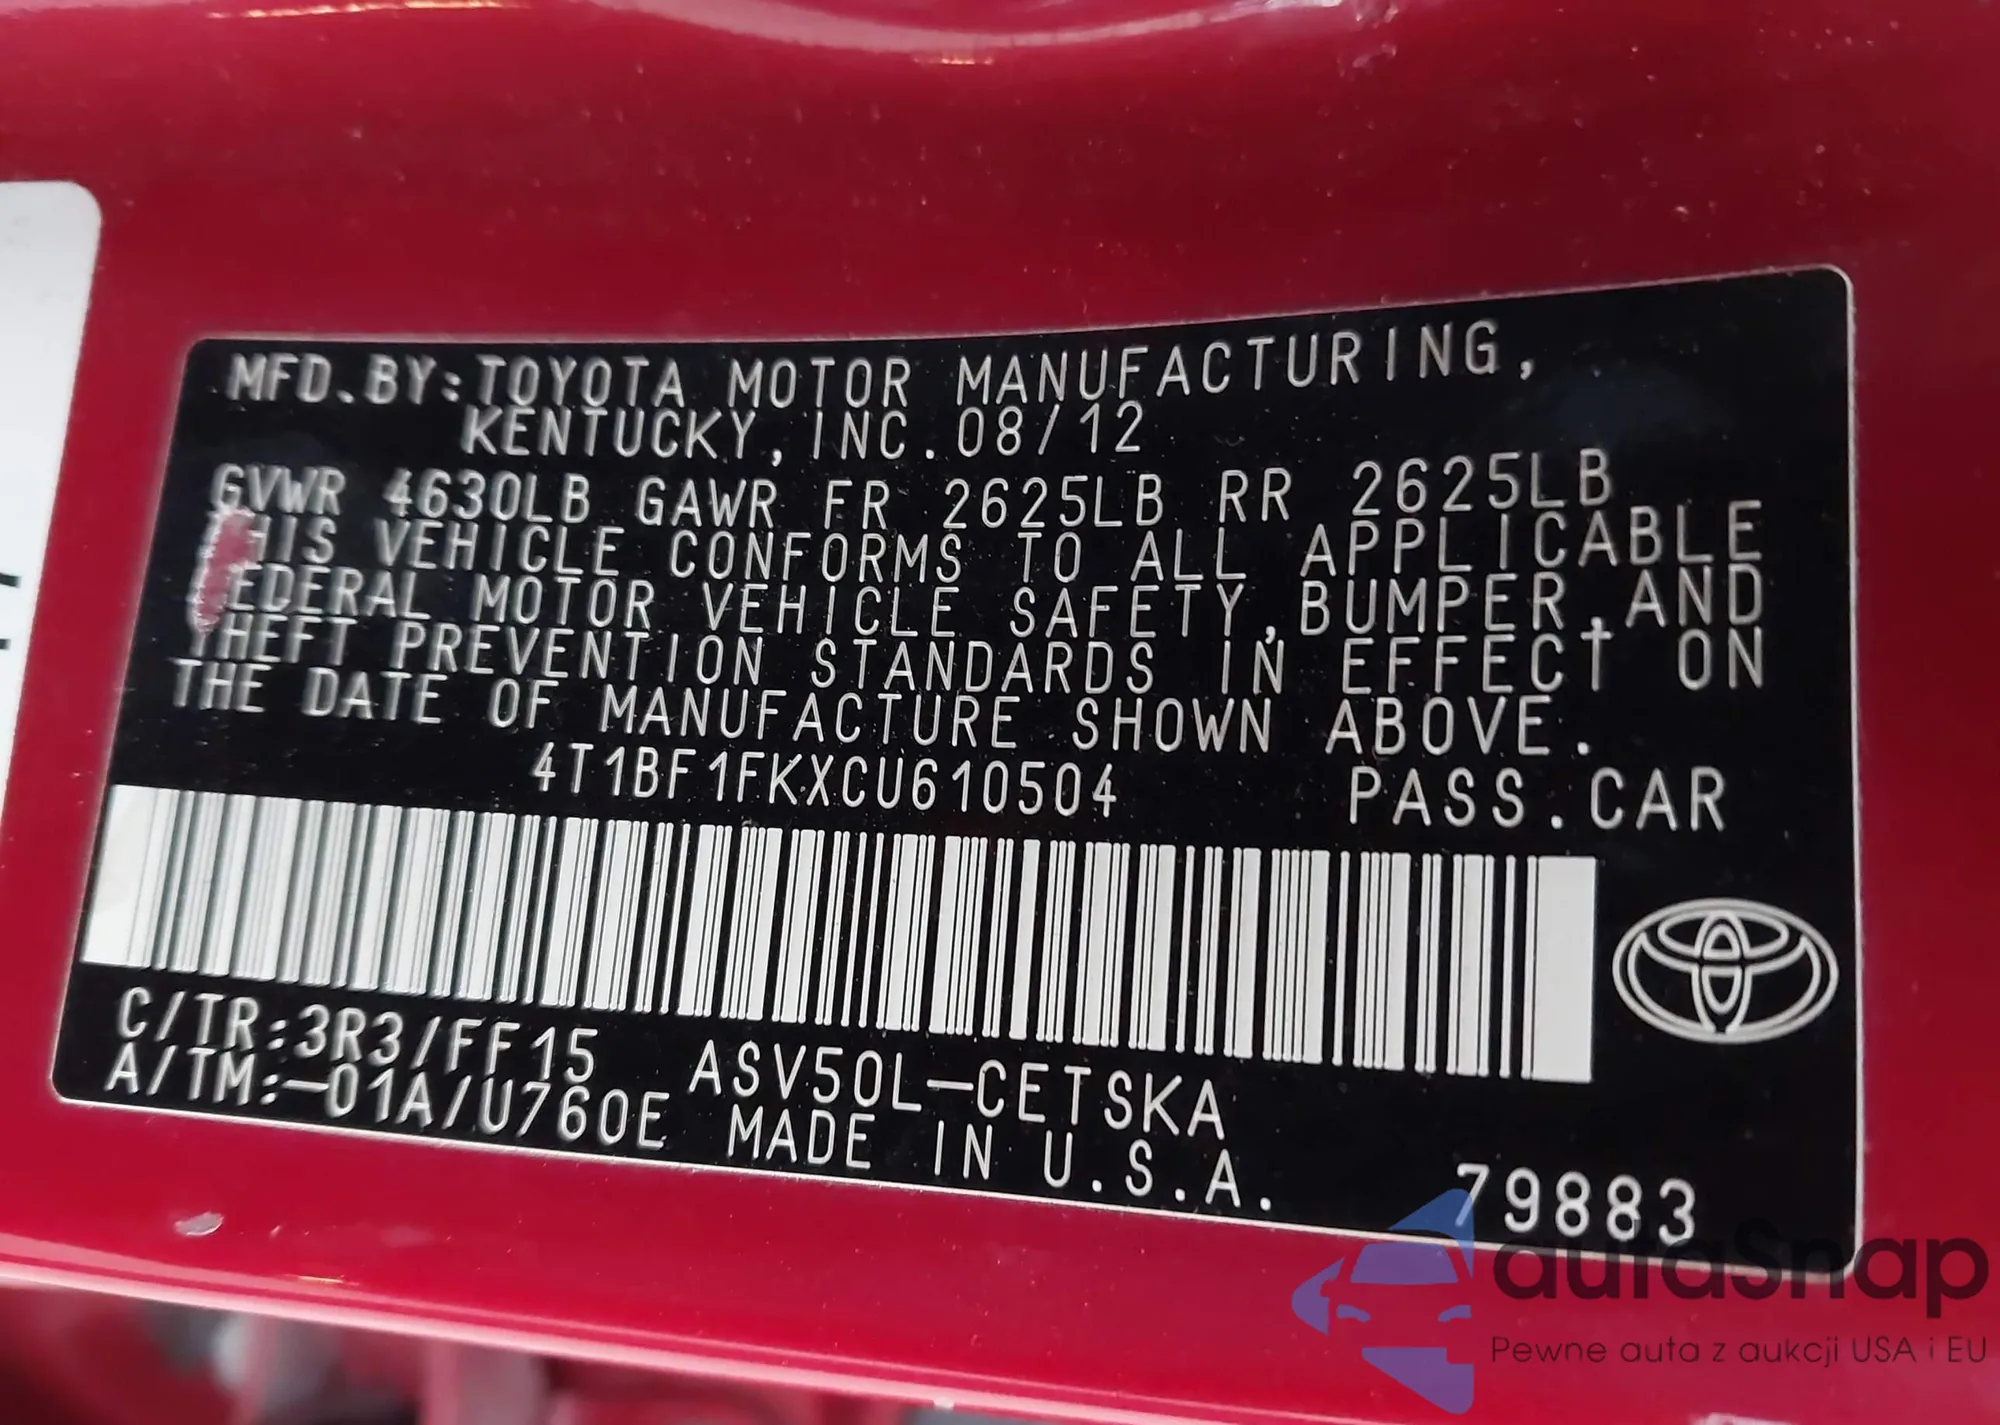 MFD.BY:TOYOTA MOTOR MANUFACTURING,
KENTUCKY, INC. 08/12
GVWR 4630LB GAWR FR 2625LB RR 2625LB
THIS VEHICLE CONFORMS TO ALL APPLICABLE
FEDERAL MOTOR VEHICLE SAFETY,BUMPER,AND
THEFT PREVENTION STANDARDS IN EFFECT ON
THE DATE OF MANUFACTURE SHOWN ABOVE.
4T1BF1FKXCU610504 PASS.CAR
C/TR:3R3/FF15 ASV50L-CETSKA
A/TM:-01A/U760E MADE IN U.S.A.
79883
autaSnap
Pewne auta z aukcji USA i EU